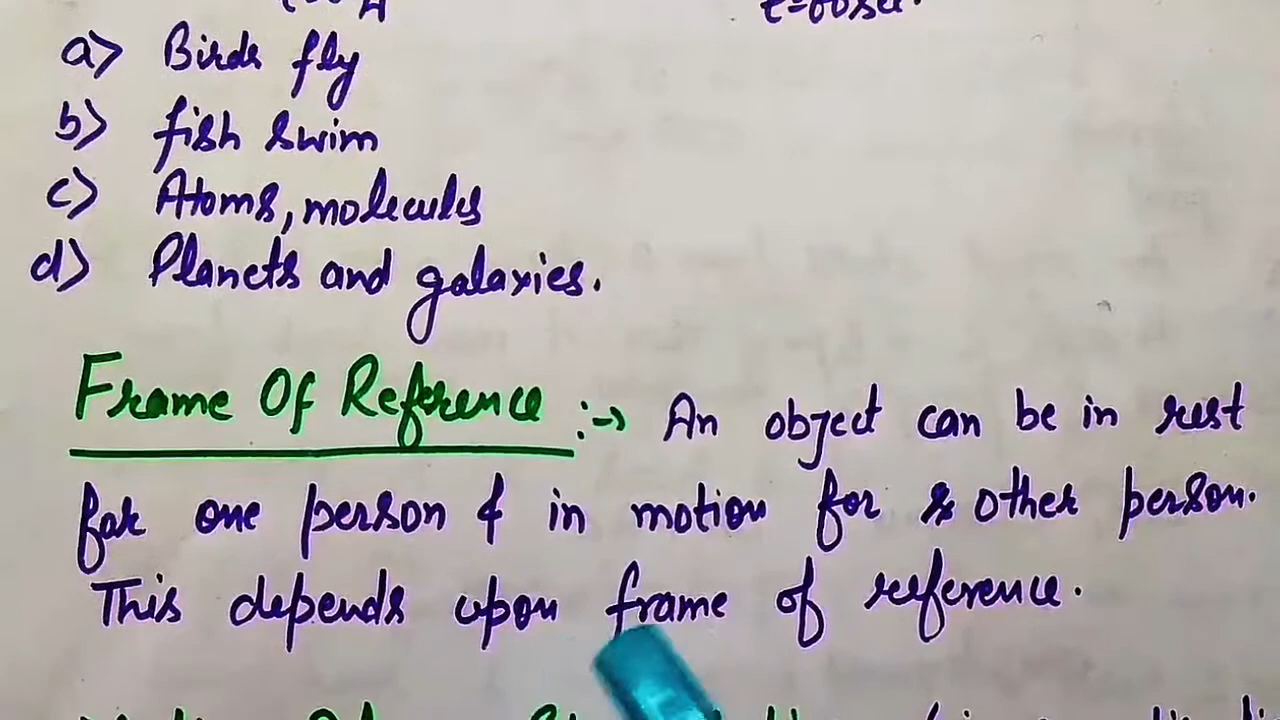 a> Birds fly
b> fish swim
c> Atoms, molecules
d> Planets and galaxies.
Frame Of Reference :-> An object can be in rest
for one person & in motion for other person.
This depends upon frame of reference.